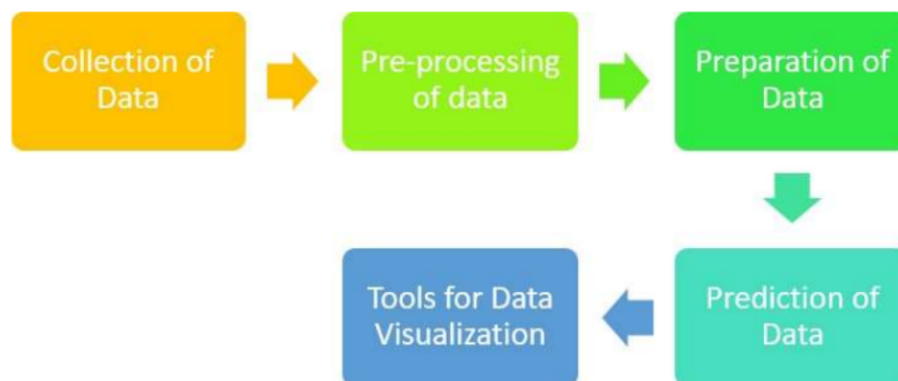 Collection of
Data
Pre-processing
of data
Preparation of
Data
Prediction of
Data
Tools for Data
Visualization